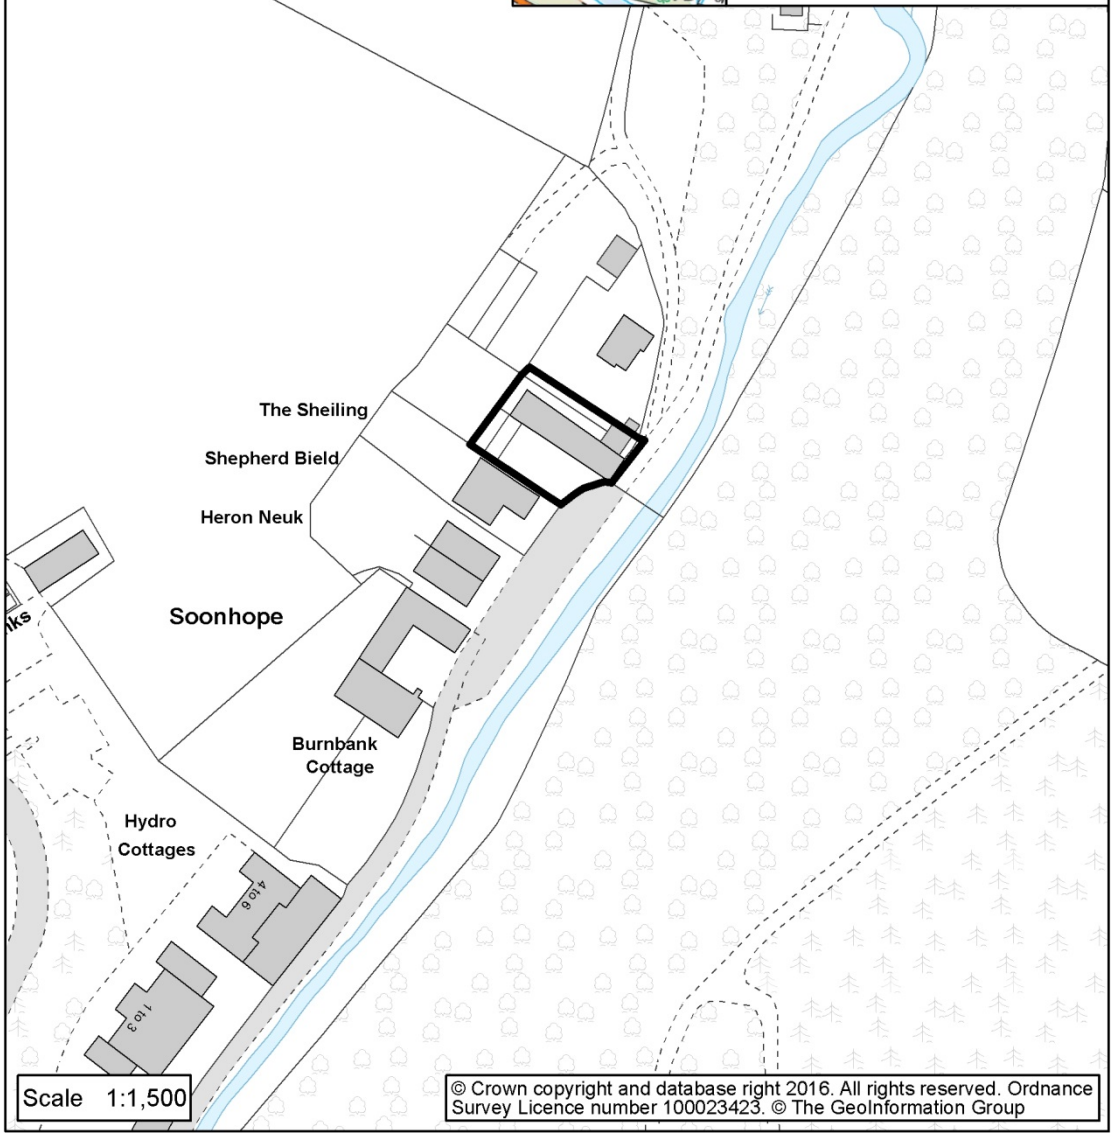 The Sheiling
Shepherd Bield
Heron Neuk
Soonhope
Burnbank
Cottage
Hydro
Cottages
4 to 6
1 to 3
Scale 1:1,500
© Crown copyright and database right 2016. All rights reserved. Ordnance
Survey Licence number 100023423. © The GeoInformation Group